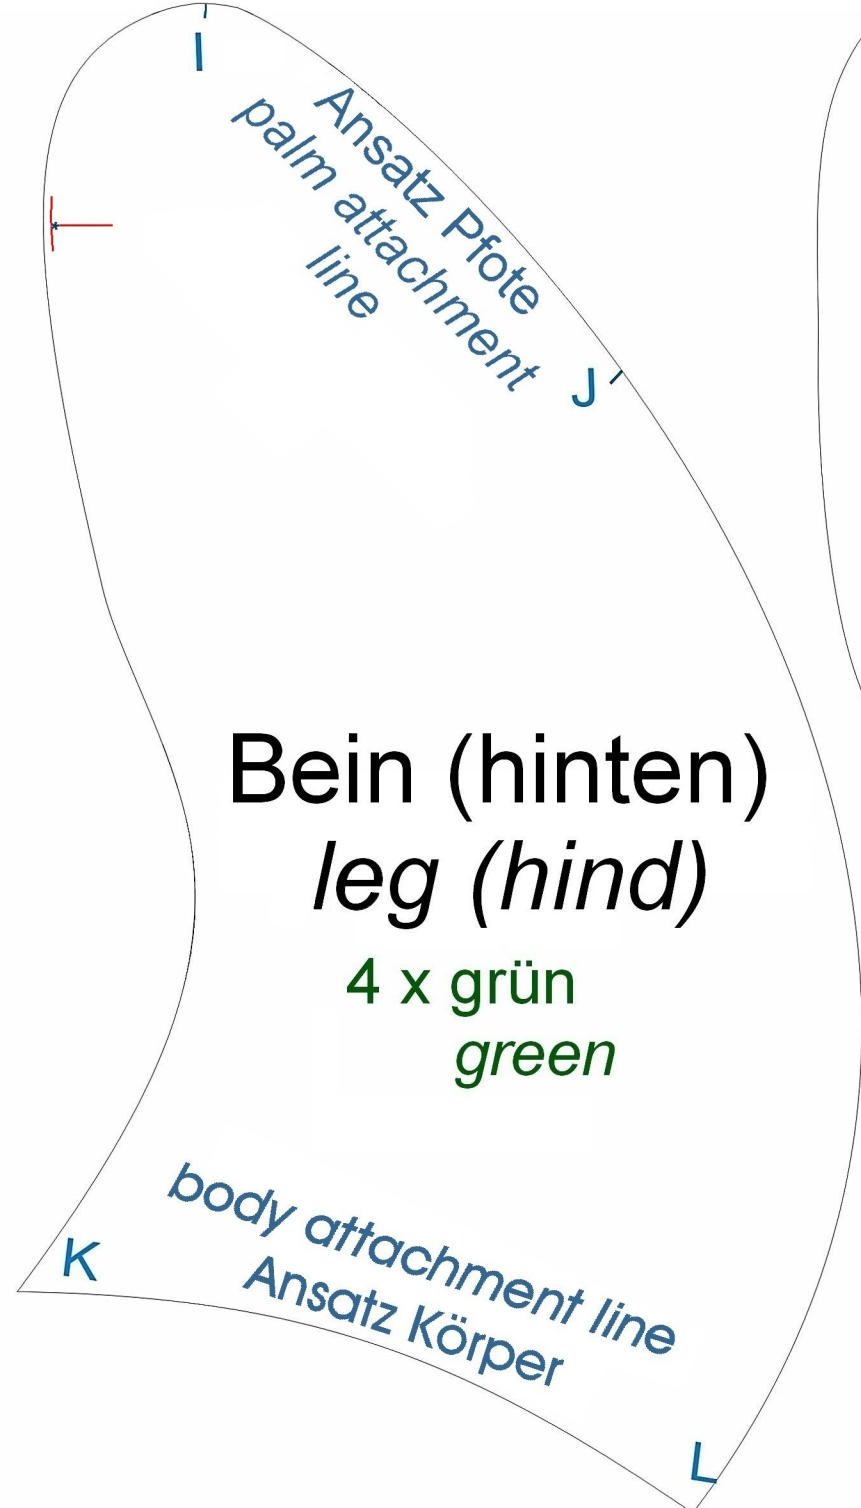 I
Ansatz Pfote
palm attachment
line
J
Bein (hinten)
leg (hind)
4 x grün
green
body attachment line
Ansatz Körper
K
L